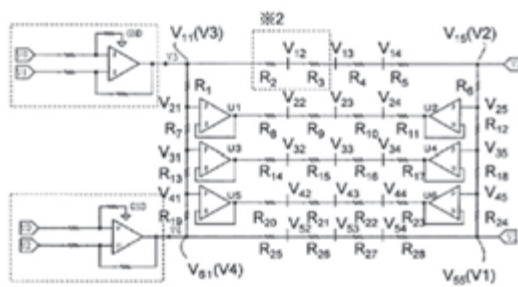 ※2
V11(V3)
V12 V13 V14
V15(V2)
R2 R3 R4 R5
R1 R6
V21 U1 V22 V23 V24 U2 V25
R7 R8 R9 R10 R11 R12
V31 U3 V32 V33 V34 U4 V35
R13 R14 R15 R16 R17 R18
V41 U5 V42 V43 V44 U6 V45
R19 R20 R21 R22 R23 R24
V52 V53 V54
R25 R26 R27 R28
V51(V4)
V55(V1)